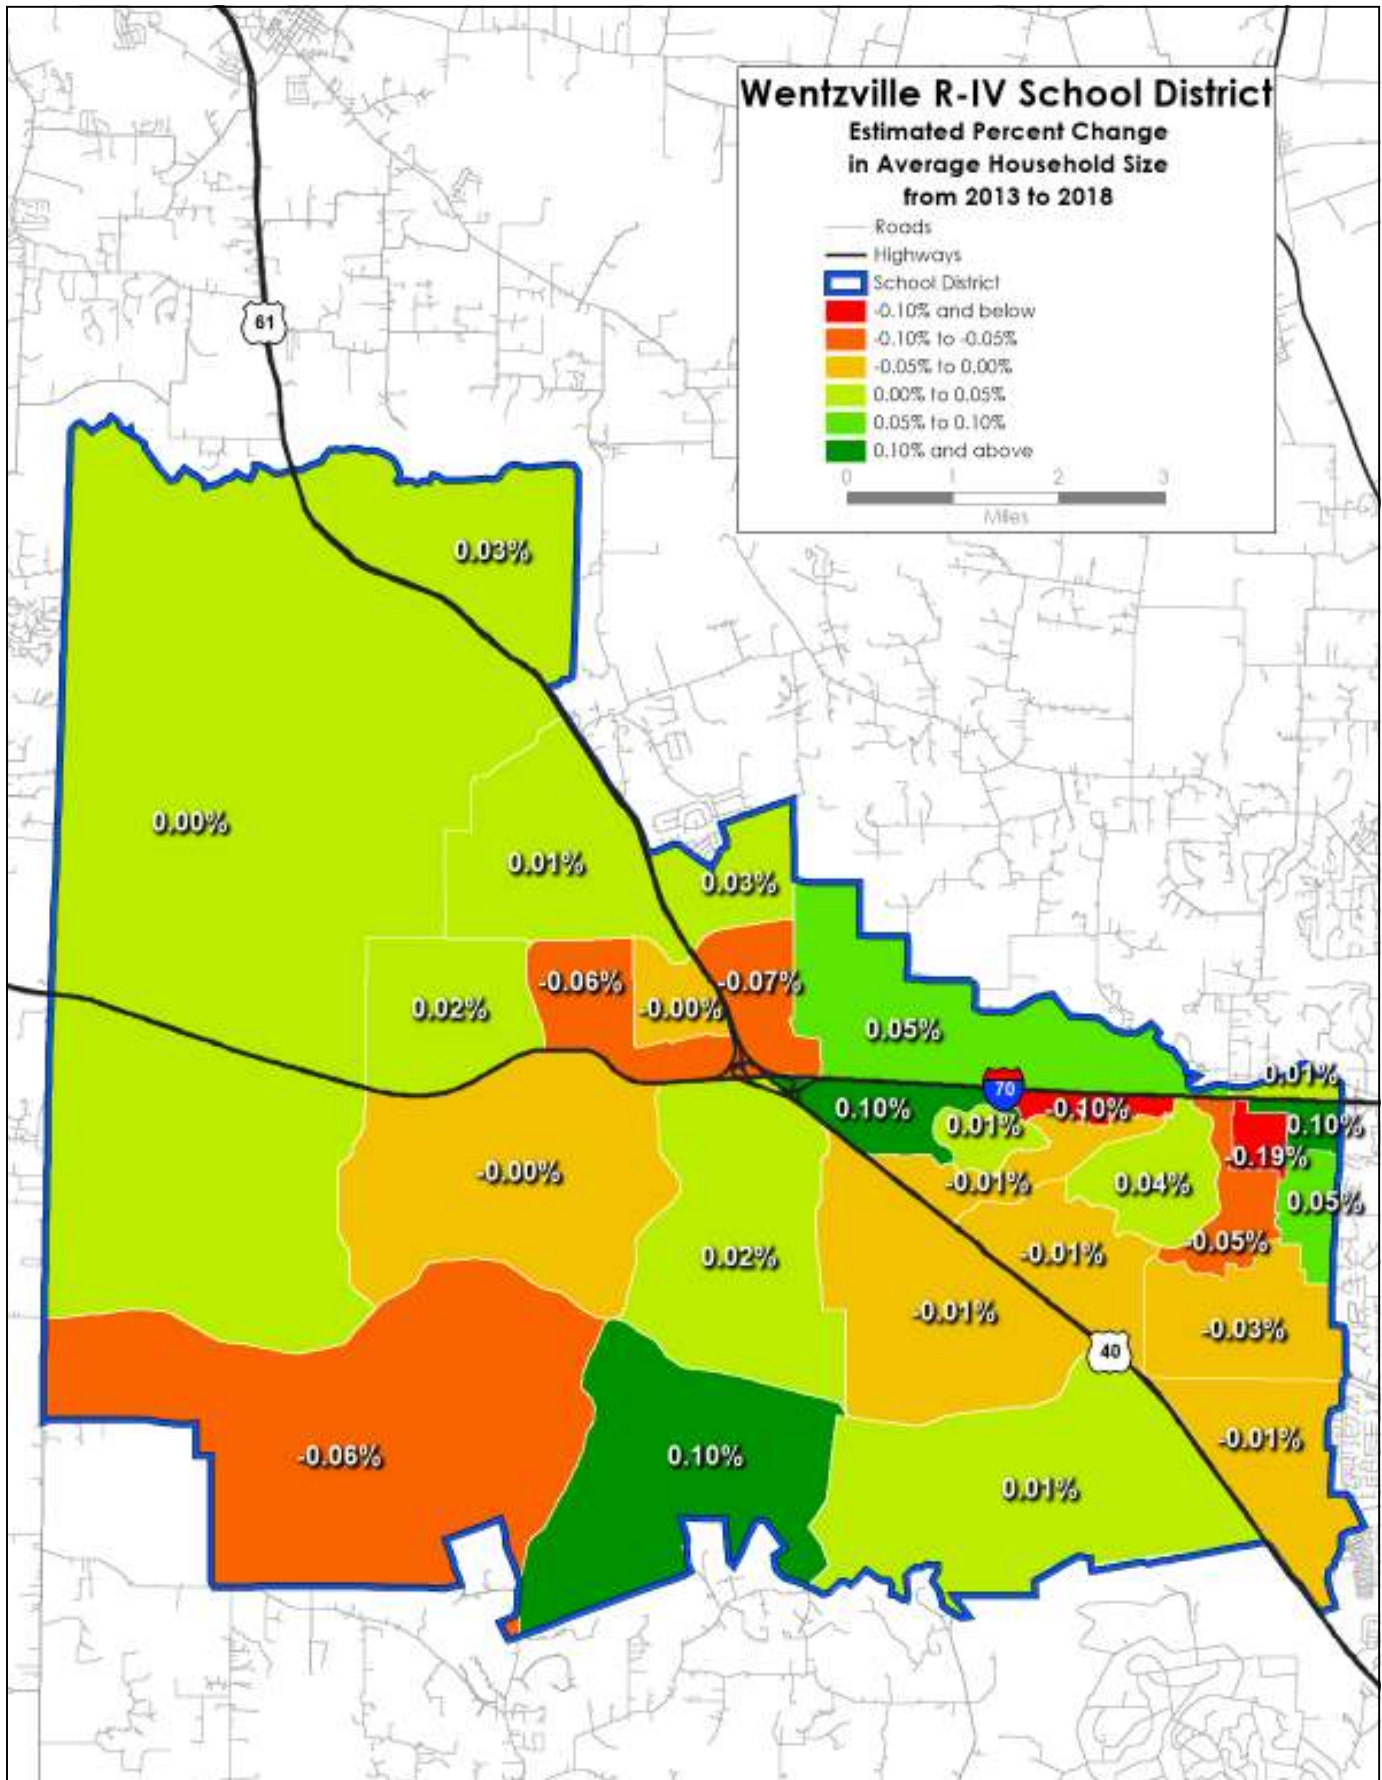 Wentzville R-IV School District
Estimated Percent Change
in Average Household Size
from 2013 to 2018
Roads
Highways
School District
-0.10% and below
-0.10% to -0.05%
-0.05% to 0.00%
0.00% to 0.05%
0.05% to 0.10%
0.10% and above
0 1 2 3
Miles
61
0.03%
0.00%
0.01%
0.03%
-0.06%
-0.07%
0.02%
-0.00%
0.05%
0.01%
70
0.10%
-0.10%
0.01%
0.10%
-0.19%
-0.00%
-0.01%
0.04%
0.05%
0.02%
-0.01%
-0.05%
-0.01%
-0.03%
40
-0.06%
0.10%
-0.01%
0.01%